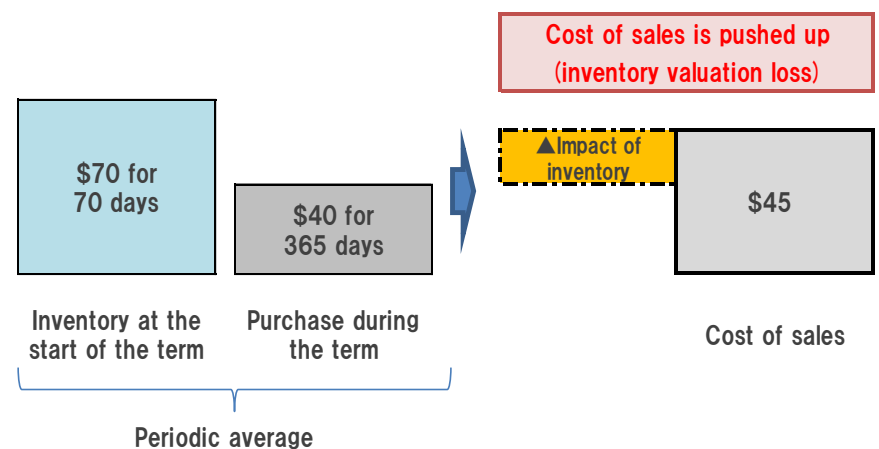 Cost of sales is pushed up
(inventory valuation loss)
$70 for
70 days
$40 for
365 days
▲Impact of
inventory
$45
Inventory at the
start of the term
Purchase during
the term
Cost of sales
Periodic average